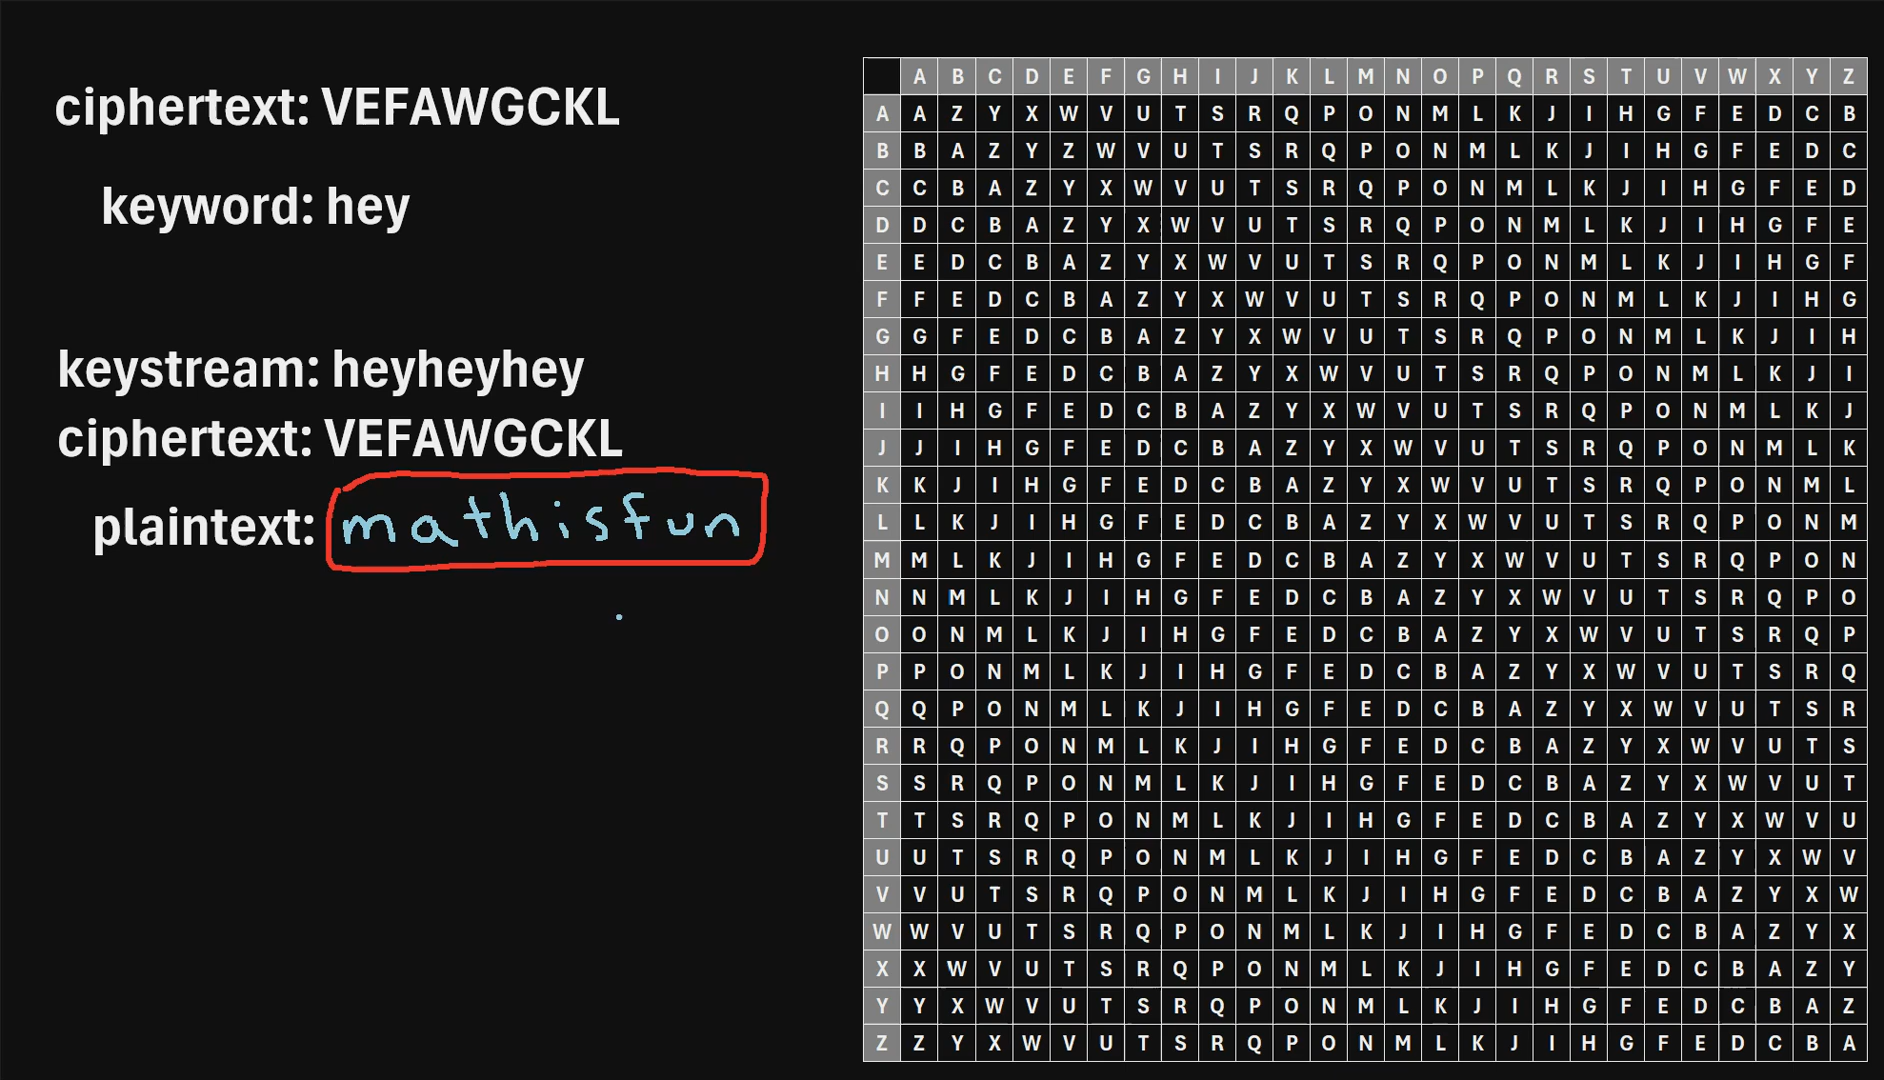 ciphertext: VEFAWGCKL
keyword: hey
keystream: heyheyhey
ciphertext: VEFAWGCKL
plaintext: mathisfun
A B C D E F G H I J K L M N O P Q R S T U V W X Y Z
A A Z Y X W V U T S R Q P O N M L K J I H G F E D C B
B B A Z Y Z W V U T S R Q P O N M L K J I H G F E D C
C C B A Z Y X W V U T S R Q P O N M L K J I H G F E D
D D C B A Z Y X W V U T S R Q P O N M L K J I H G F E
E E D C B A Z Y X W V U T S R Q P O N M L K J I H G F
F F E D C B A Z Y X W V U T S R Q P O N M L K J I H G
G G F E D C B A Z Y X W V U T S R Q P O N M L K J I H
H H G F E D C B A Z Y X W V U T S R Q P O N M L K J I
I I H G F E D C B A Z Y X W V U T S R Q P O N M L K J
J J I H G F E D C B A Z Y X W V U T S R Q P O N M L K
K K J I H G F E D C B A Z Y X W V U T S R Q P O N M L
L L K J I H G F E D C B A Z Y X W V U T S R Q P O N M
M M L K J I H G F E D C B A Z Y X W V U T S R Q P O N
N N M L K J I H G F E D C B A Z Y X W V U T S R Q P O
O O N M L K J I H G F E D C B A Z Y X W V U T S R Q P
P P O N M L K J I H G F E D C B A Z Y X W V U T S R Q
Q Q P O N M L K J I H G F E D C B A Z Y X W V U T S R
R R Q P O N M L K J I H G F E D C B A Z Y X W V U T S
S S R Q P O N M L K J I H G F E D C B A Z Y X W V U T
T T S R Q P O N M L K J I H G F E D C B A Z Y X W V U
U U T S R Q P O N M L K J I H G F E D C B A Z Y X W V
V V U T S R Q P O N M L K J I H G F E D C B A Z Y X W
W W V U T S R Q P O N M L K J I H G F E D C B A Z Y X
X X W V U T S R Q P O N M L K J I H G F E D C B A Z Y
Y Y X W V U T S R Q P O N M L K J I H G F E D C B A Z
Z Z Y X W V U T S R Q P O N M L K J I H G F E D C B A